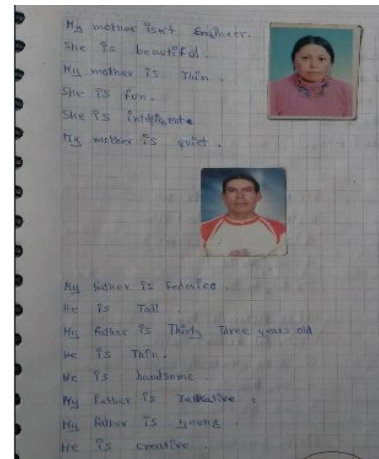 My mother isn't Engineer.
She is beautiful.
My mother is Thin.
She is fun.
She is
My mother is quiet.
My father is Federico
He is Tall.
My father is Thirty Three years old.
He is Thin.
He is handsome
My father is Talkative.
My father is young.
He is creative.